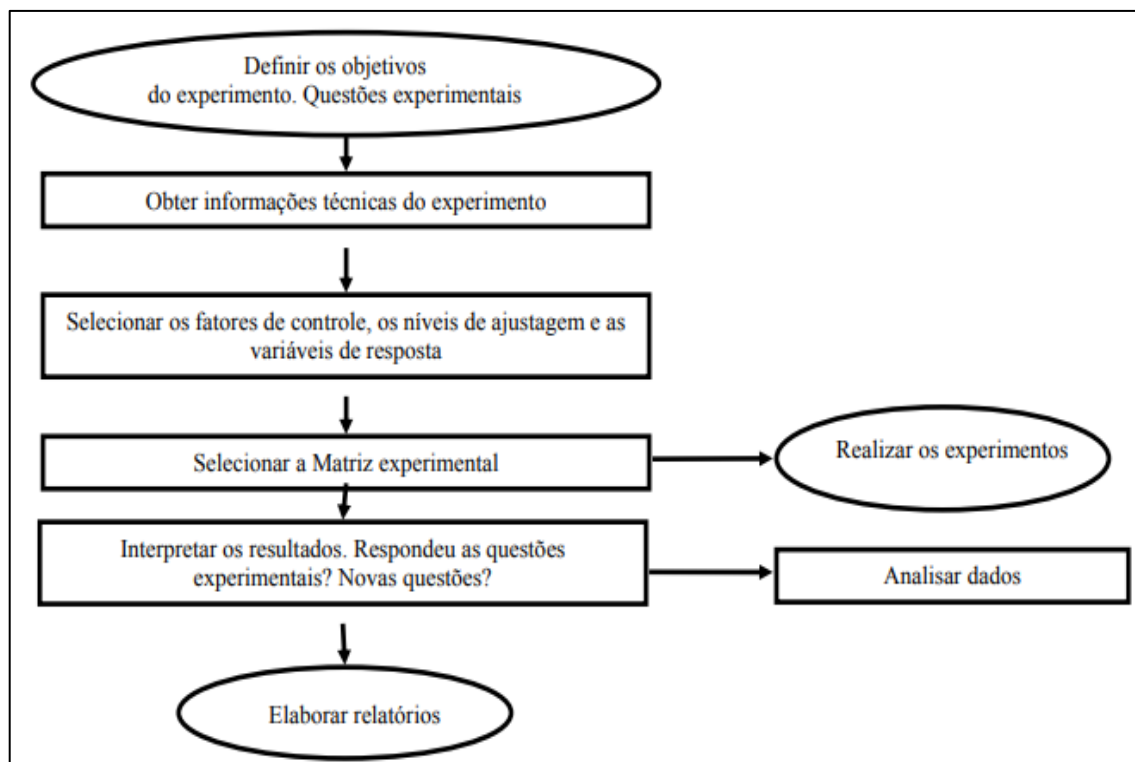 Definir os objetivos
do experimento. Questões experimentais
Obter informações técnicas do experimento
Selecionar os fatores de controle, os níveis de ajustagem e as
variáveis de resposta
Selecionar a Matriz experimental
Realizar os experimentos
Interpretar os resultados. Respondeu as questões
experimentais? Novas questões?
Analisar dados
Elaborar relatórios